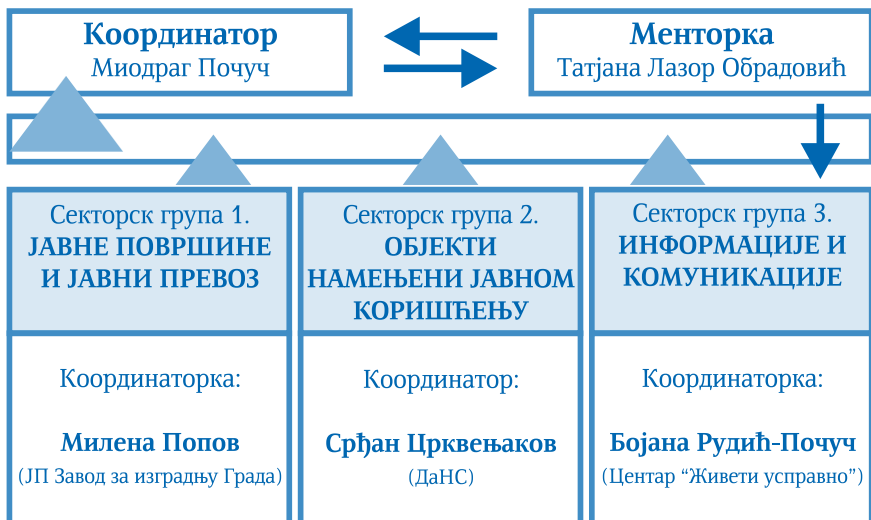 Координатор
Миодраг Почуч
Менторка
Татјана Лазор Обрадовић
Секторск група 1.
ЈАВНЕ ПОВРШИНЕ
И ЈАВНИ ПРЕВОЗ
Координаторка:
Милена Попов
(ЈП Завод за изградњу Града)
Секторск група 2.
ОБЈЕКТИ
НАМЕЊЕНИ ЈАВНОМ
КОРИШЋЕЊУ
Координатор:
Срђан Црквењаков
(ДаНС)
Секторск група 3.
ИНФОРМАЦИЈЕ И
КОМУНИКАЦИЈЕ
Координаторка:
Бојана Рудић-Почуч
(Центар “Живети усправно”)